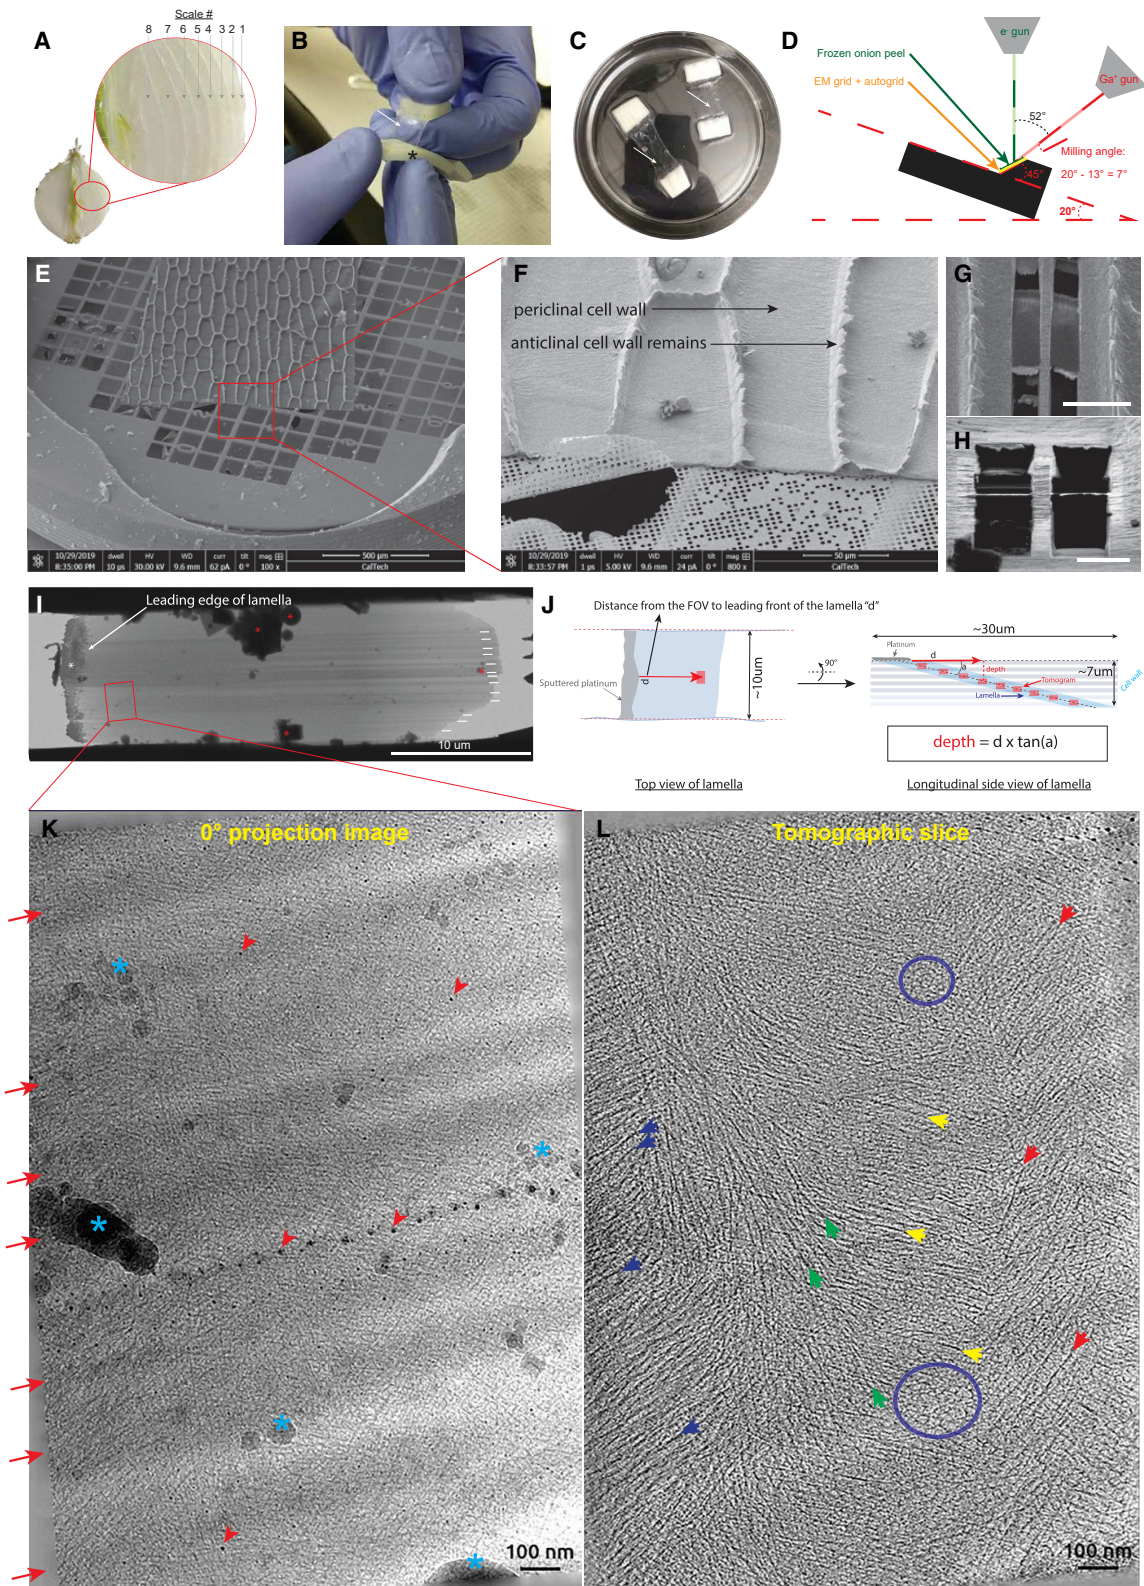 A
Scale #
8 7 6 5 4 3 2 1
B
C
D
e- gun
Frozen onion peel
EM grid + autogrid
Ga+ gun
52°
Milling angle:
20° - 13° = 7°
45°
20°
E
10/29/2019 dwell HV WD curr tilt mag 500 µm
8:35:00 PM 10 µs 30.00 kV 9.6 mm 62 pA 0° 100 x CalTech
F
periclinal cell wall
anticlinal cell wall remains
10/29/2019 dwell HV WD curr tilt mag 50 µm
8:33:57 PM 1 µs 5.00 kV 9.6 mm 24 pA 0° 800 x CalTech
G
H
I
Leading edge of lamella
*
*
*
*
*
10 um
J
Distance from the FOV to leading front of the lamella "d"
Sputtered platinum
d
~10um
90°
~30um
Platinum
d
a
depth
~7um
Tomogram
Lamella
Cell wall
depth = d x tan(a)
Top view of lamella
Longitudinal side view of lamella
K
0° projection image
*
*
*
*
*
100 nm
L
Tomographic slice
100 nm